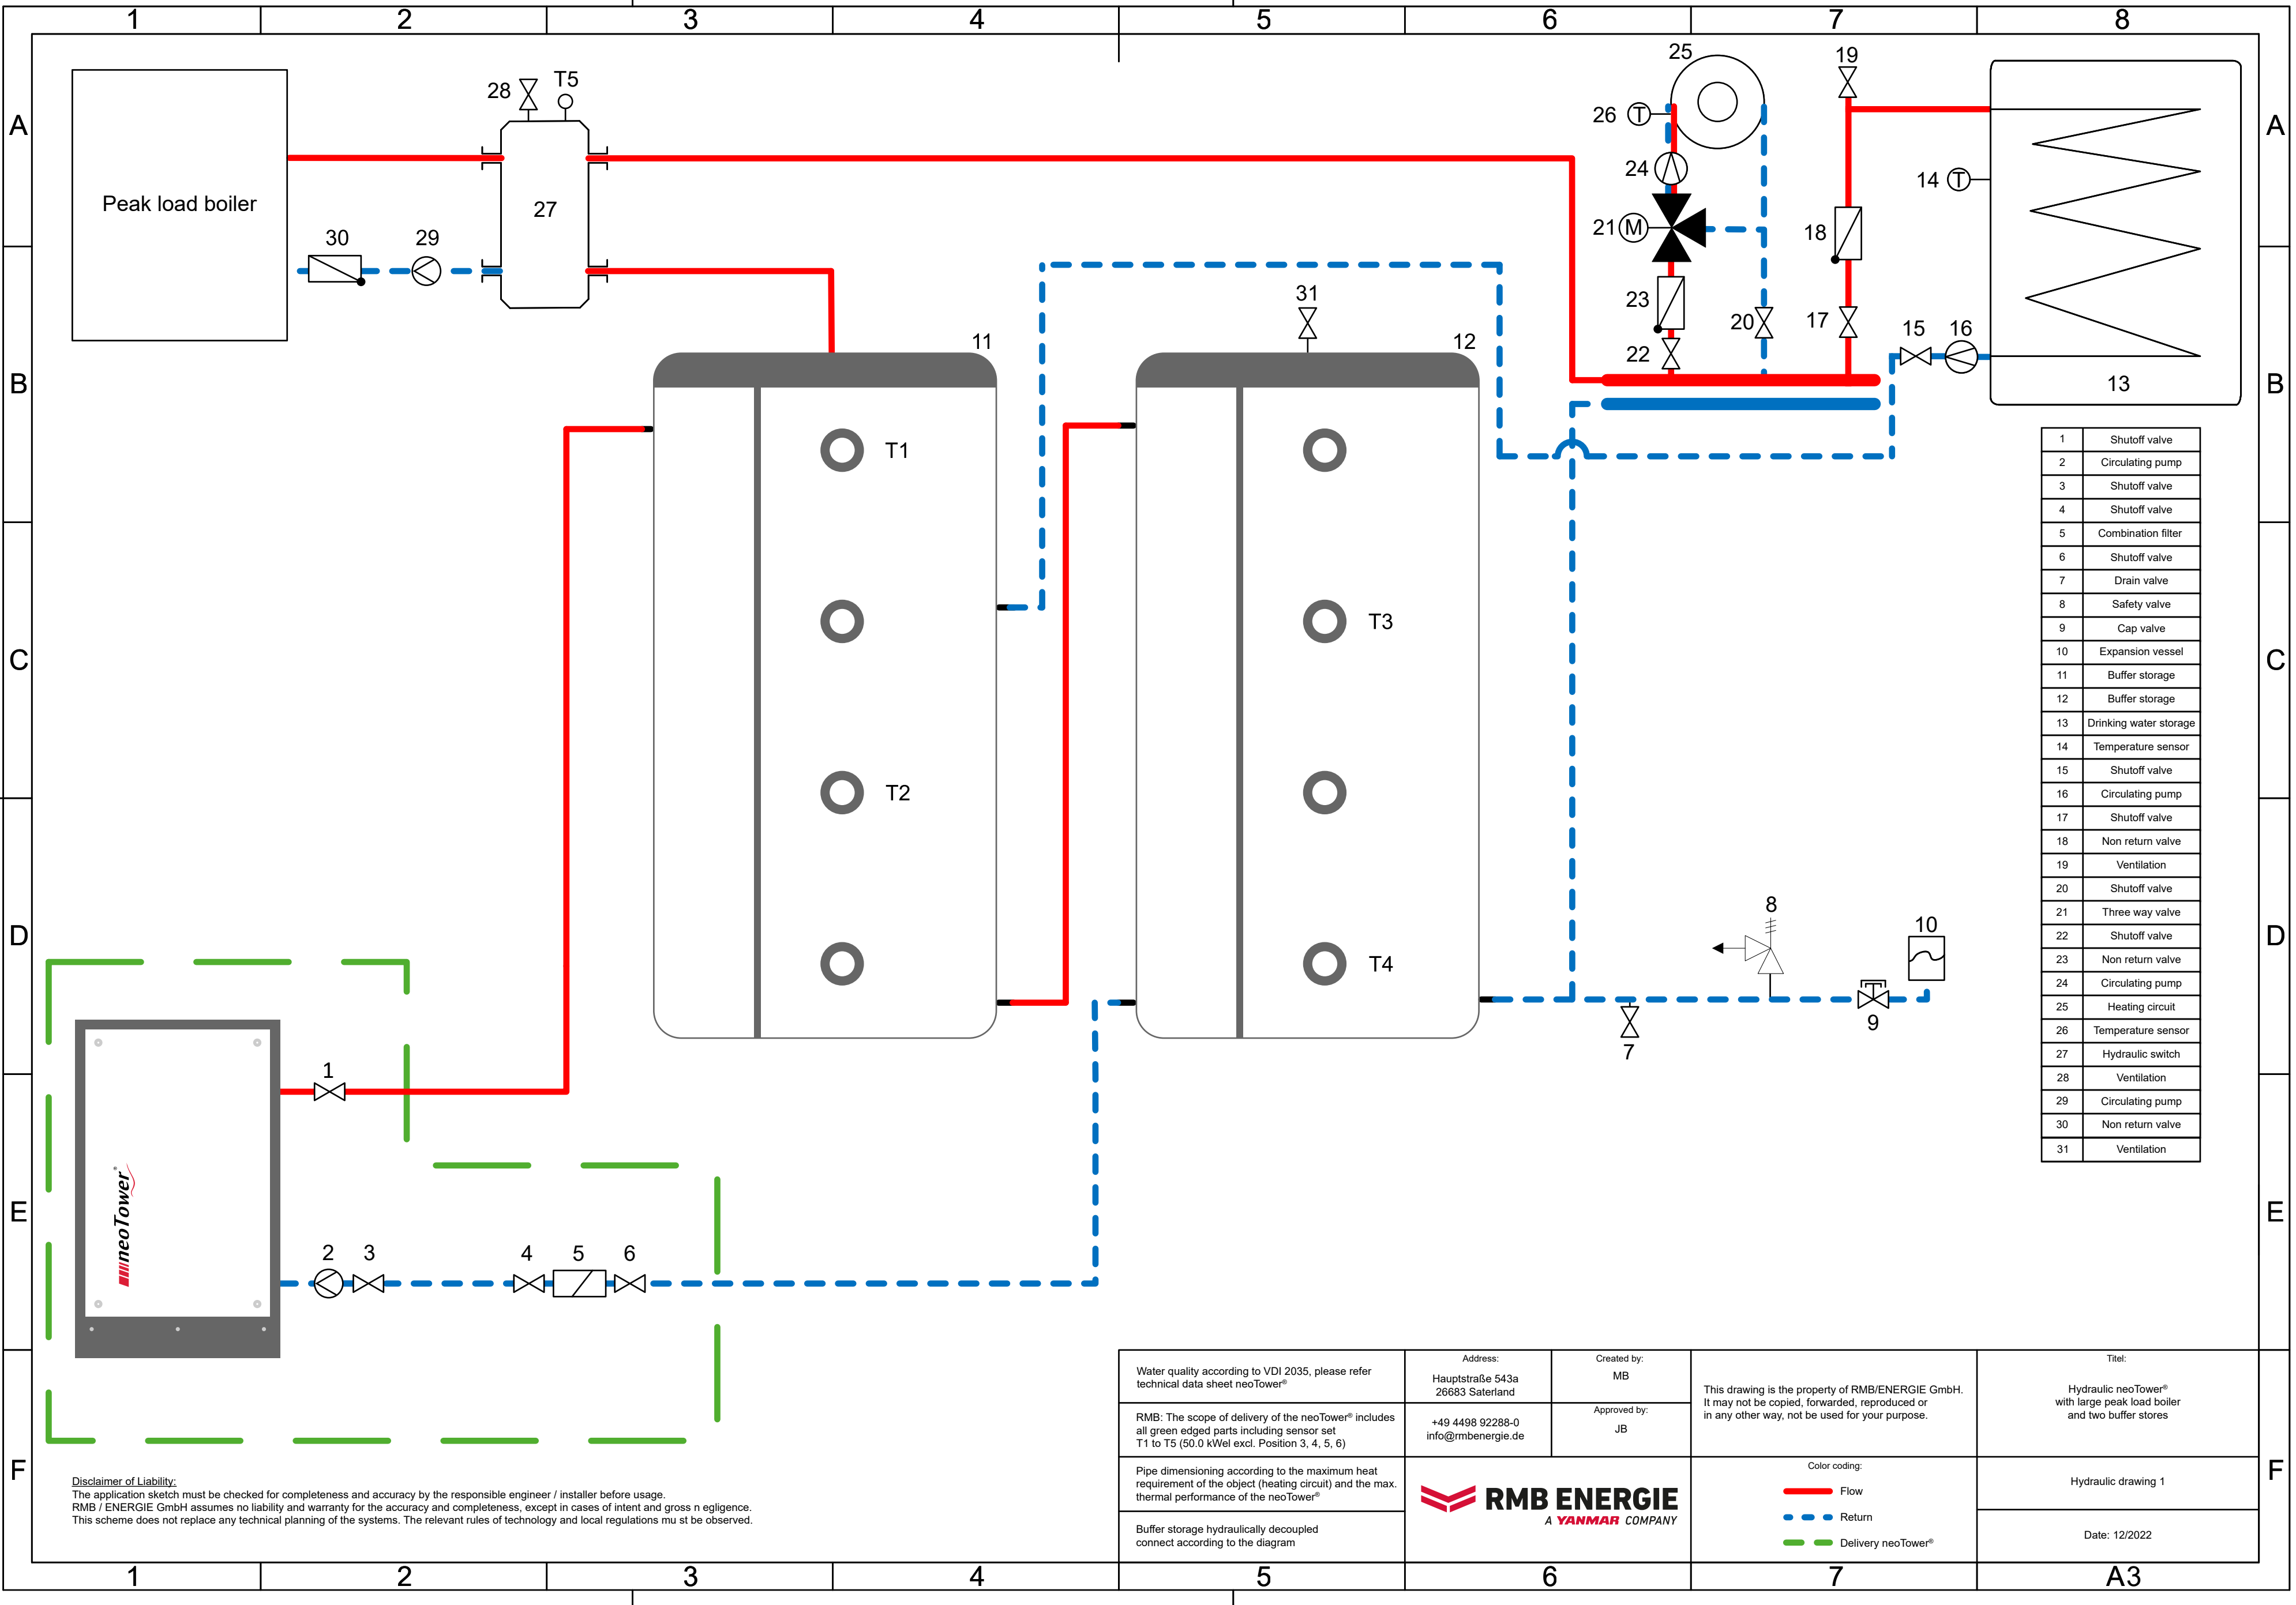 1 2 3 4 5 6 7 8
A
B
C
D
E
F
A
B
C
D
E
F
Peak load boiler
28
T5
27
30
29
25
26 T
24
21 M
23
22
20
19
18
17
14 T
15
16
13
11
T1
T2
31
12
T3
T4
8
10
9
7
1
neoTower®
2
3
4
5
6
1 Shutoff valve
2 Circulating pump
3 Shutoff valve
4 Shutoff valve
5 Combination filter
6 Shutoff valve
7 Drain valve
8 Safety valve
9 Cap valve
10 Expansion vessel
11 Buffer storage
12 Buffer storage
13 Drinking water storage
14 Temperature sensor
15 Shutoff valve
16 Circulating pump
17 Shutoff valve
18 Non return valve
19 Ventilation
20 Shutoff valve
21 Three way valve
22 Shutoff valve
23 Non return valve
24 Circulating pump
25 Heating circuit
26 Temperature sensor
27 Hydraulic switch
28 Ventilation
29 Circulating pump
30 Non return valve
31 Ventilation
Disclaimer of Liability:
The application sketch must be checked for completeness and accuracy by the responsible engineer / installer before usage.
RMB / ENERGIE GmbH assumes no liability and warranty for the accuracy and completeness, except in cases of intent and gross n egligence.
This scheme does not replace any technical planning of the systems. The relevant rules of technology and local regulations mu st be observed.
Water quality according to VDI 2035, please refer
technical data sheet neoTower®
RMB: The scope of delivery of the neoTower® includes
all green edged parts including sensor set
T1 to T5 (50.0 kWel excl. Position 3, 4, 5, 6)
Pipe dimensioning according to the maximum heat
requirement of the object (heating circuit) and the max.
thermal performance of the neoTower®
Buffer storage hydraulically decoupled
connect according to the diagram
Address:
Hauptstraße 543a
26683 Saterland
+49 4498 92288-0
info@rmbenergie.de
Created by:
MB
Approved by:
JB
RMB ENERGIE
A YANMAR COMPANY
This drawing is the property of RMB/ENERGIE GmbH.
It may not be copied, forwarded, reproduced or
in any other way, not be used for your purpose.
Color coding:
Flow
Return
Delivery neoTower®
Titel:
Hydraulic neoTower®
with large peak load boiler
and two buffer stores
Hydraulic drawing 1
Date: 12/2022
1 2 3 4 5 6 7 A3